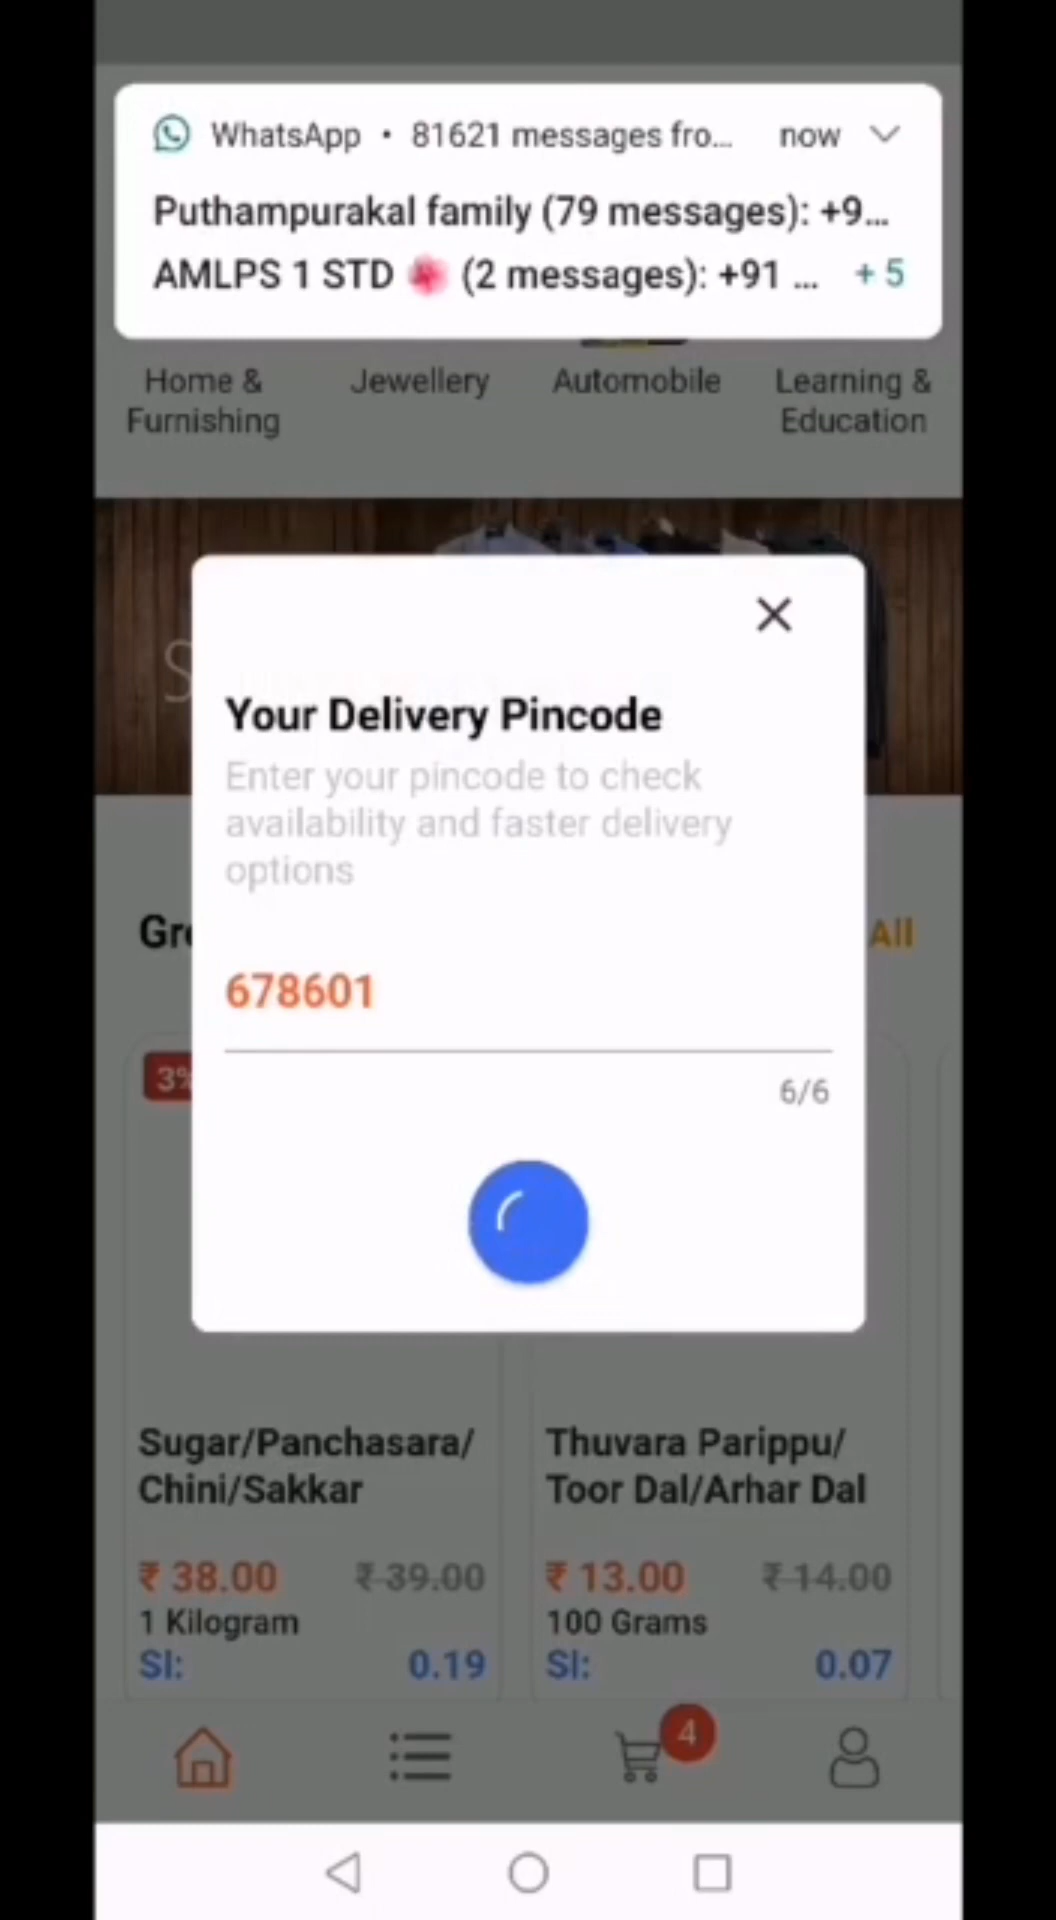 WhatsApp • 81621 messages fro... now
Puthampurakal family (79 messages): +9...
AMLPS 1 STD 🌺 (2 messages): +91 ... + 5
Home & Furnishing
Jewellery
Automobile
Learning & Education
S
Your Delivery Pincode
Enter your pincode to check
availability and faster delivery
options
Gro
All
678601
3%
6/6
Sugar/Panchasara/
Chini/Sakkar
₹ 38.00 ₹ 39.00
1 Kilogram
SI: 0.19
Thuvara Parippu/
Toor Dal/Arhar Dal
₹ 13.00 ₹ 14.00
100 Grams
SI: 0.07
4